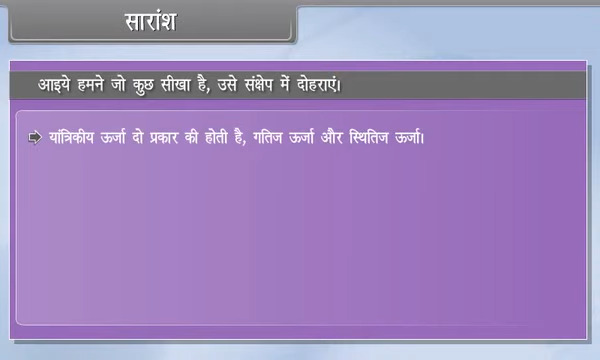 सारांश
आइये हमने जो कुछ सीखा है, उसे संक्षेप में दोहराएं।
यांत्रिकीय ऊर्जा दो प्रकार की होती है, गतिज ऊर्जा और स्थितिज ऊर्जा।